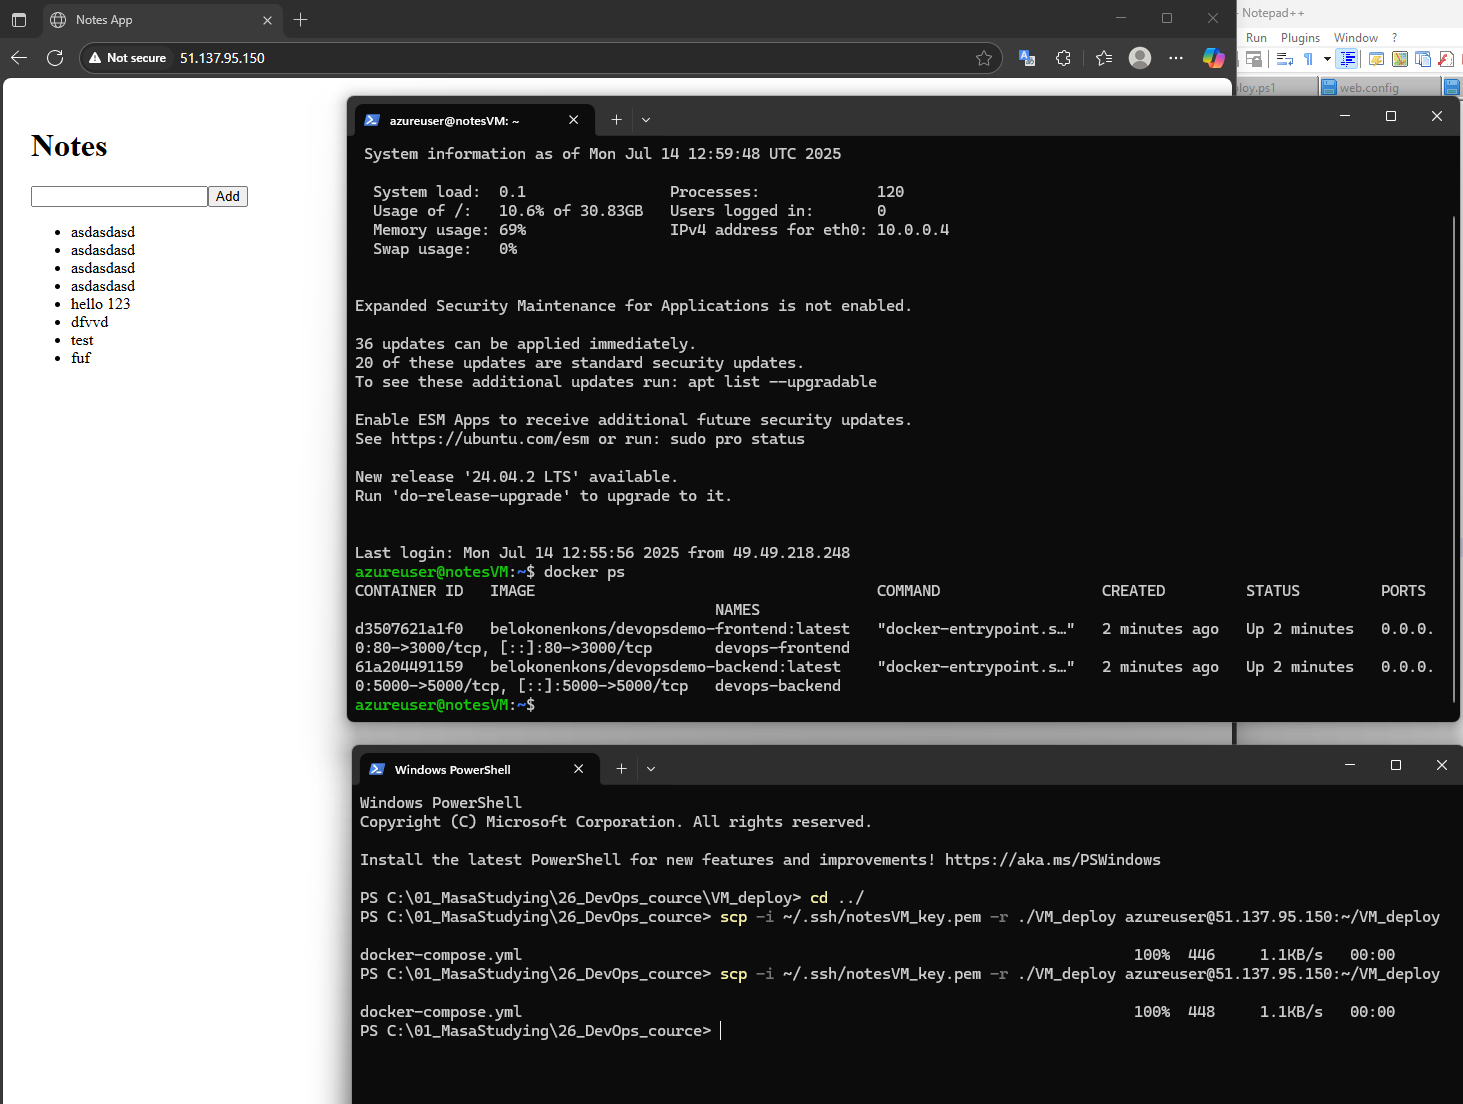 Notes App
Not secure 51.137.95.150
Notepad++
Run Plugins Window ?
loy.ps1 web.config
Notes
Add
asdasdasd
asdasdasd
asdasdasd
asdasdasd
hello 123
dfvvd
test
fuf
azureuser@notesVM: ~
System information as of Mon Jul 14 12:59:48 UTC 2025
System load: 0.1 Processes: 120
Usage of /: 10.6% of 30.83GB Users logged in: 0
Memory usage: 69% IPv4 address for eth0: 10.0.0.4
Swap usage: 0%
Expanded Security Maintenance for Applications is not enabled.
36 updates can be applied immediately.
20 of these updates are standard security updates.
To see these additional updates run: apt list --upgradable
Enable ESM Apps to receive additional future security updates.
See https://ubuntu.com/esm or run: sudo pro status
New release '24.04.2 LTS' available.
Run 'do-release-upgrade' to upgrade to it.
Last login: Mon Jul 14 12:55:56 2025 from 49.49.218.248
azureuser@notesVM:~$ docker ps
CONTAINER ID IMAGE COMMAND CREATED STATUS PORTS
NAMES
d3507621a1f0 belokonenkons/devopsdemo-frontend:latest "docker-entrypoint.s…" 2 minutes ago Up 2 minutes 0.0.0.
0:80->3000/tcp, [::]:80->3000/tcp devops-frontend
61a204491159 belokonenkons/devopsdemo-backend:latest "docker-entrypoint.s…" 2 minutes ago Up 2 minutes 0.0.0.
0:5000->5000/tcp, [::]:5000->5000/tcp devops-backend
azureuser@notesVM:~$
Windows PowerShell
Windows PowerShell
Copyright (C) Microsoft Corporation. All rights reserved.
Install the latest PowerShell for new features and improvements! https://aka.ms/PSWindows
PS C:\01_MasaStudying\26_DevOps_cource\VM_deploy> cd ../
PS C:\01_MasaStudying\26_DevOps_cource> scp -i ~/.ssh/notesVM_key.pem -r ./VM_deploy azureuser@51.137.95.150:~/VM_deploy
docker-compose.yml 100% 446 1.1KB/s 00:00
PS C:\01_MasaStudying\26_DevOps_cource> scp -i ~/.ssh/notesVM_key.pem -r ./VM_deploy azureuser@51.137.95.150:~/VM_deploy
docker-compose.yml 100% 448 1.1KB/s 00:00
PS C:\01_MasaStudying\26_DevOps_cource>